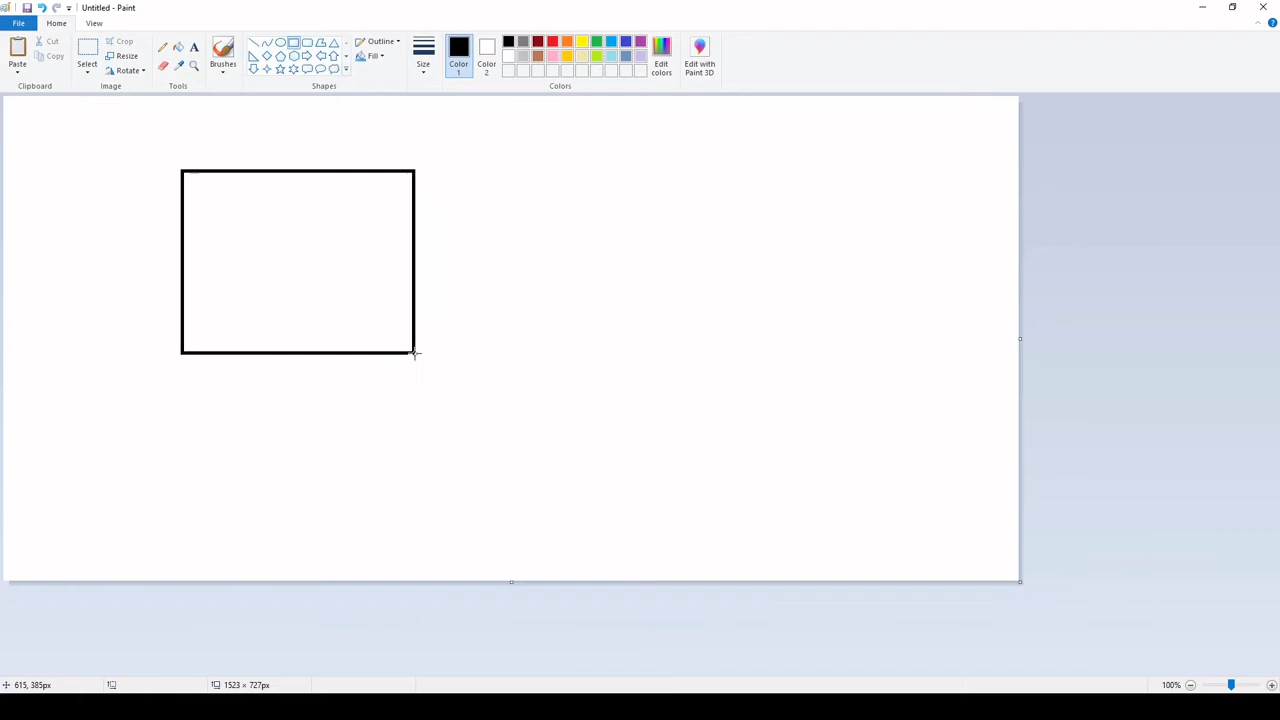 Untitled - Paint
File Home View
Paste
Cut
Copy
Clipboard
Select
Crop
Resize
Rotate
Image
Tools
Brushes
Shapes
Outline
Fill
Size
Color 1
Color 2
Edit colors
Colors
Edit with Paint 3D
615, 385px
1523 × 727px
100%